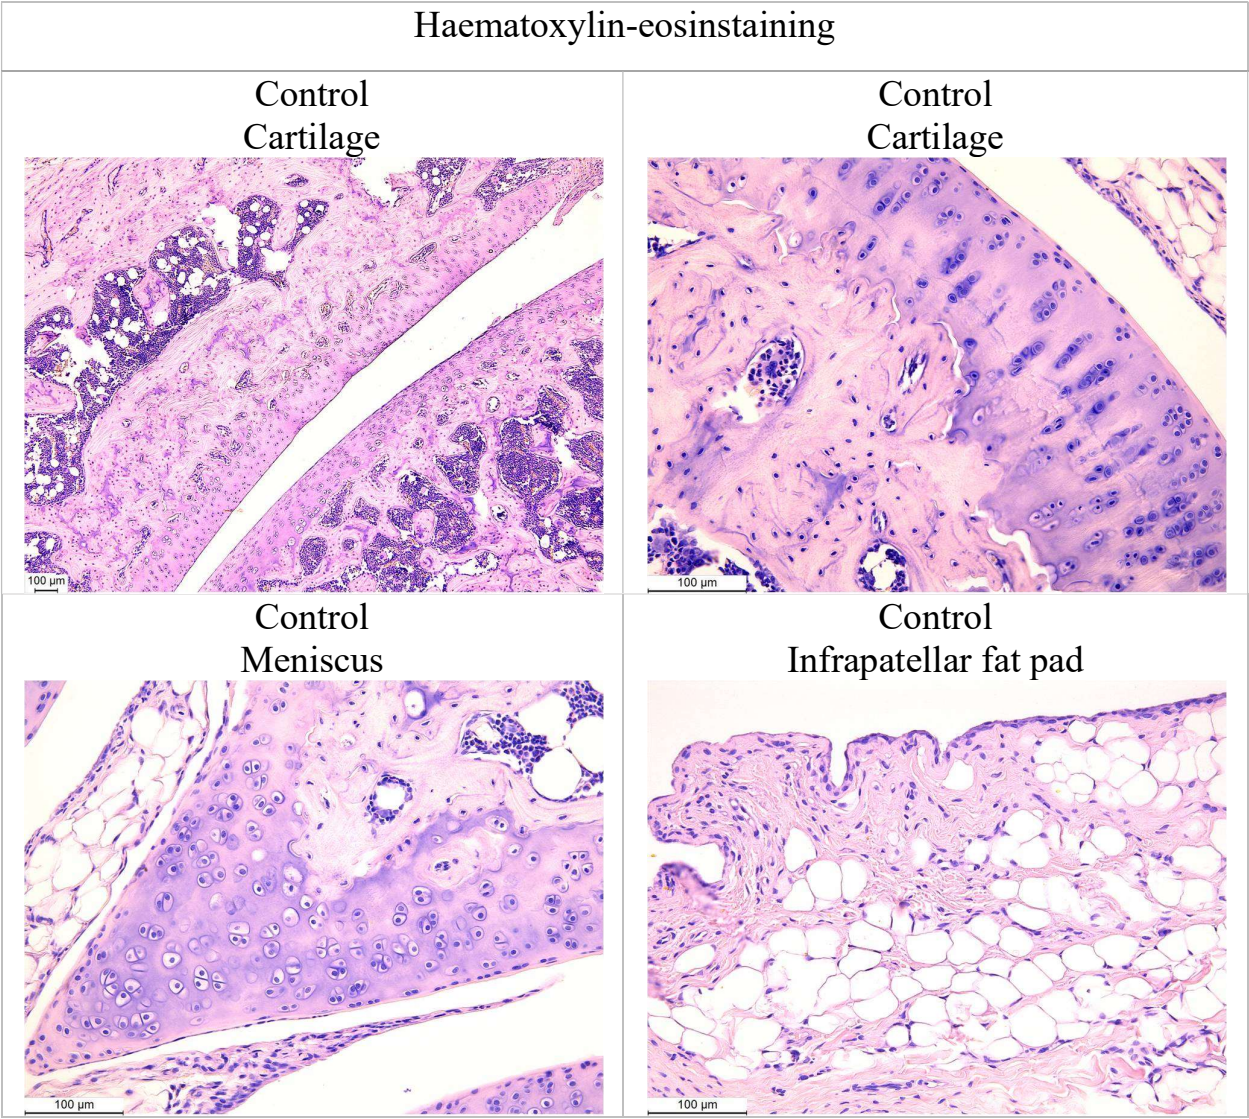 Haematoxylin-eosinstaining
Control
Cartilage
Control
Cartilage
100 µm
100 µm
Control
Meniscus
Control
Infrapatellar fat pad
100 µm
100 µm